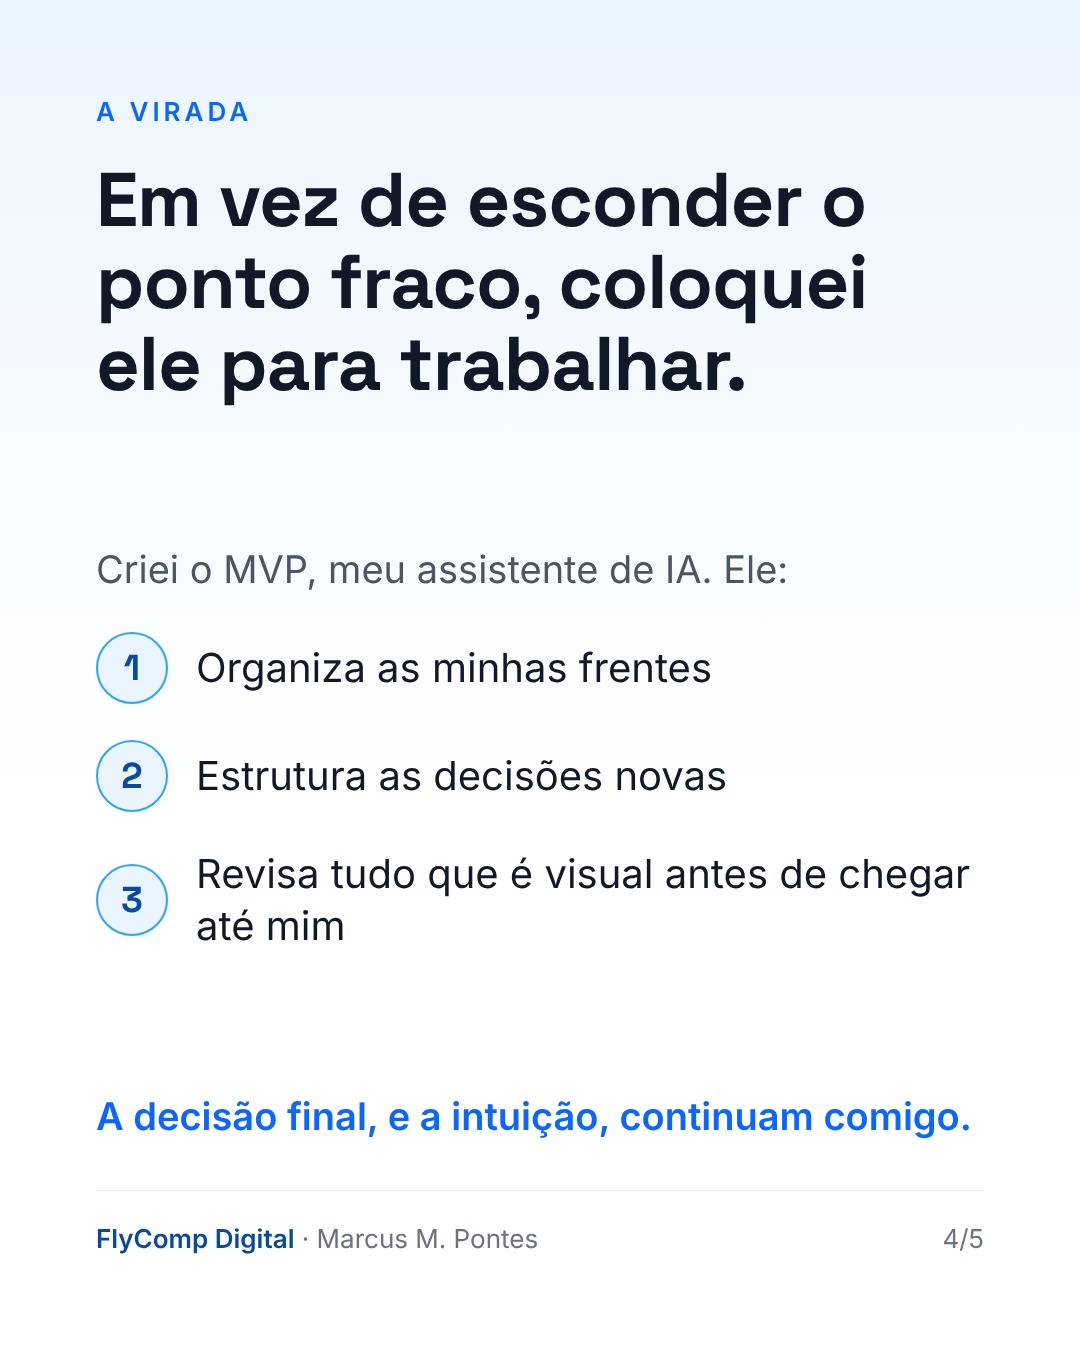 A VIRADA
Em vez de esconder o
ponto fraco, coloquei
ele para trabalhar.
Criei o MVP, meu assistente de IA. Ele:
1 Organiza as minhas frentes
2 Estrutura as decisões novas
3 Revisa tudo que é visual antes de chegar
até mim
A decisão final, e a intuição, continuam comigo.
FlyComp Digital · Marcus M. Pontes 4/5